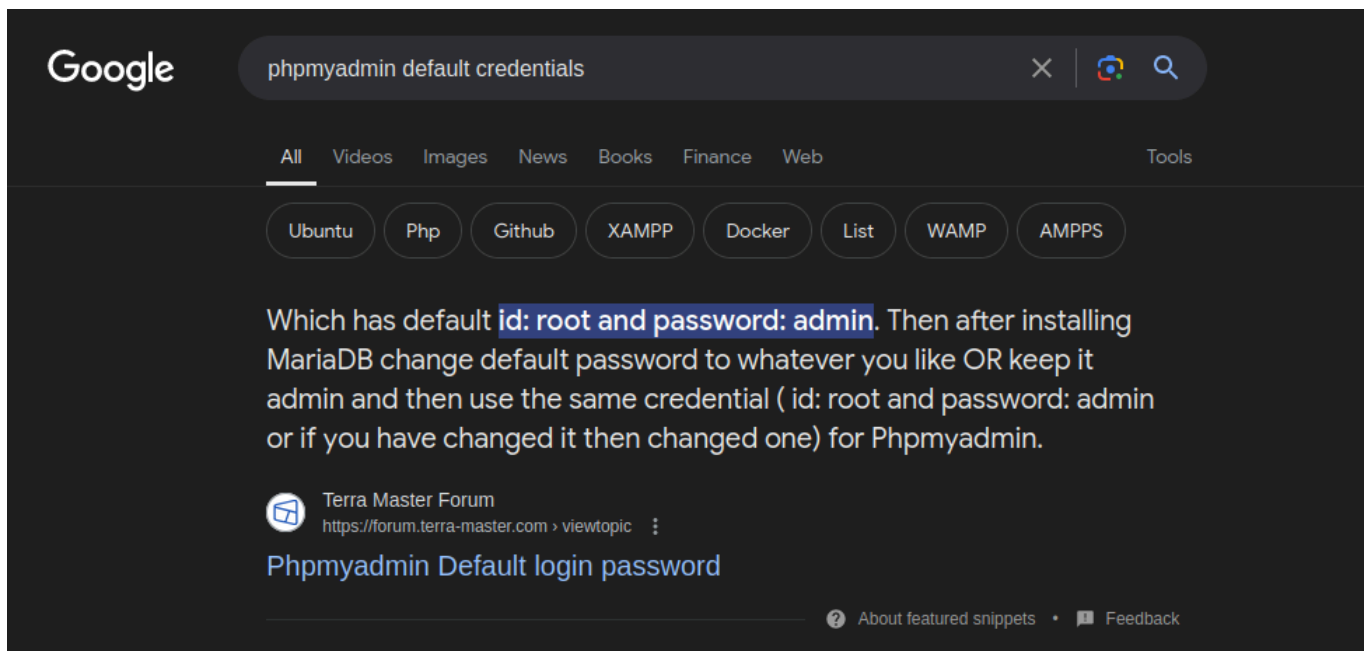 Google
phpmyadmin default credentials
All Videos Images News Books Finance Web Tools
Ubuntu Php Github XAMPP Docker List WAMP AMPPS
Which has default id: root and password: admin. Then after installing
MariaDB change default password to whatever you like OR keep it
admin and then use the same credential ( id: root and password: admin
or if you have changed it then changed one) for Phpmyadmin.
Terra Master Forum
https://forum.terra-master.com › viewtopic
Phpmyadmin Default login password
About featured snippets • Feedback